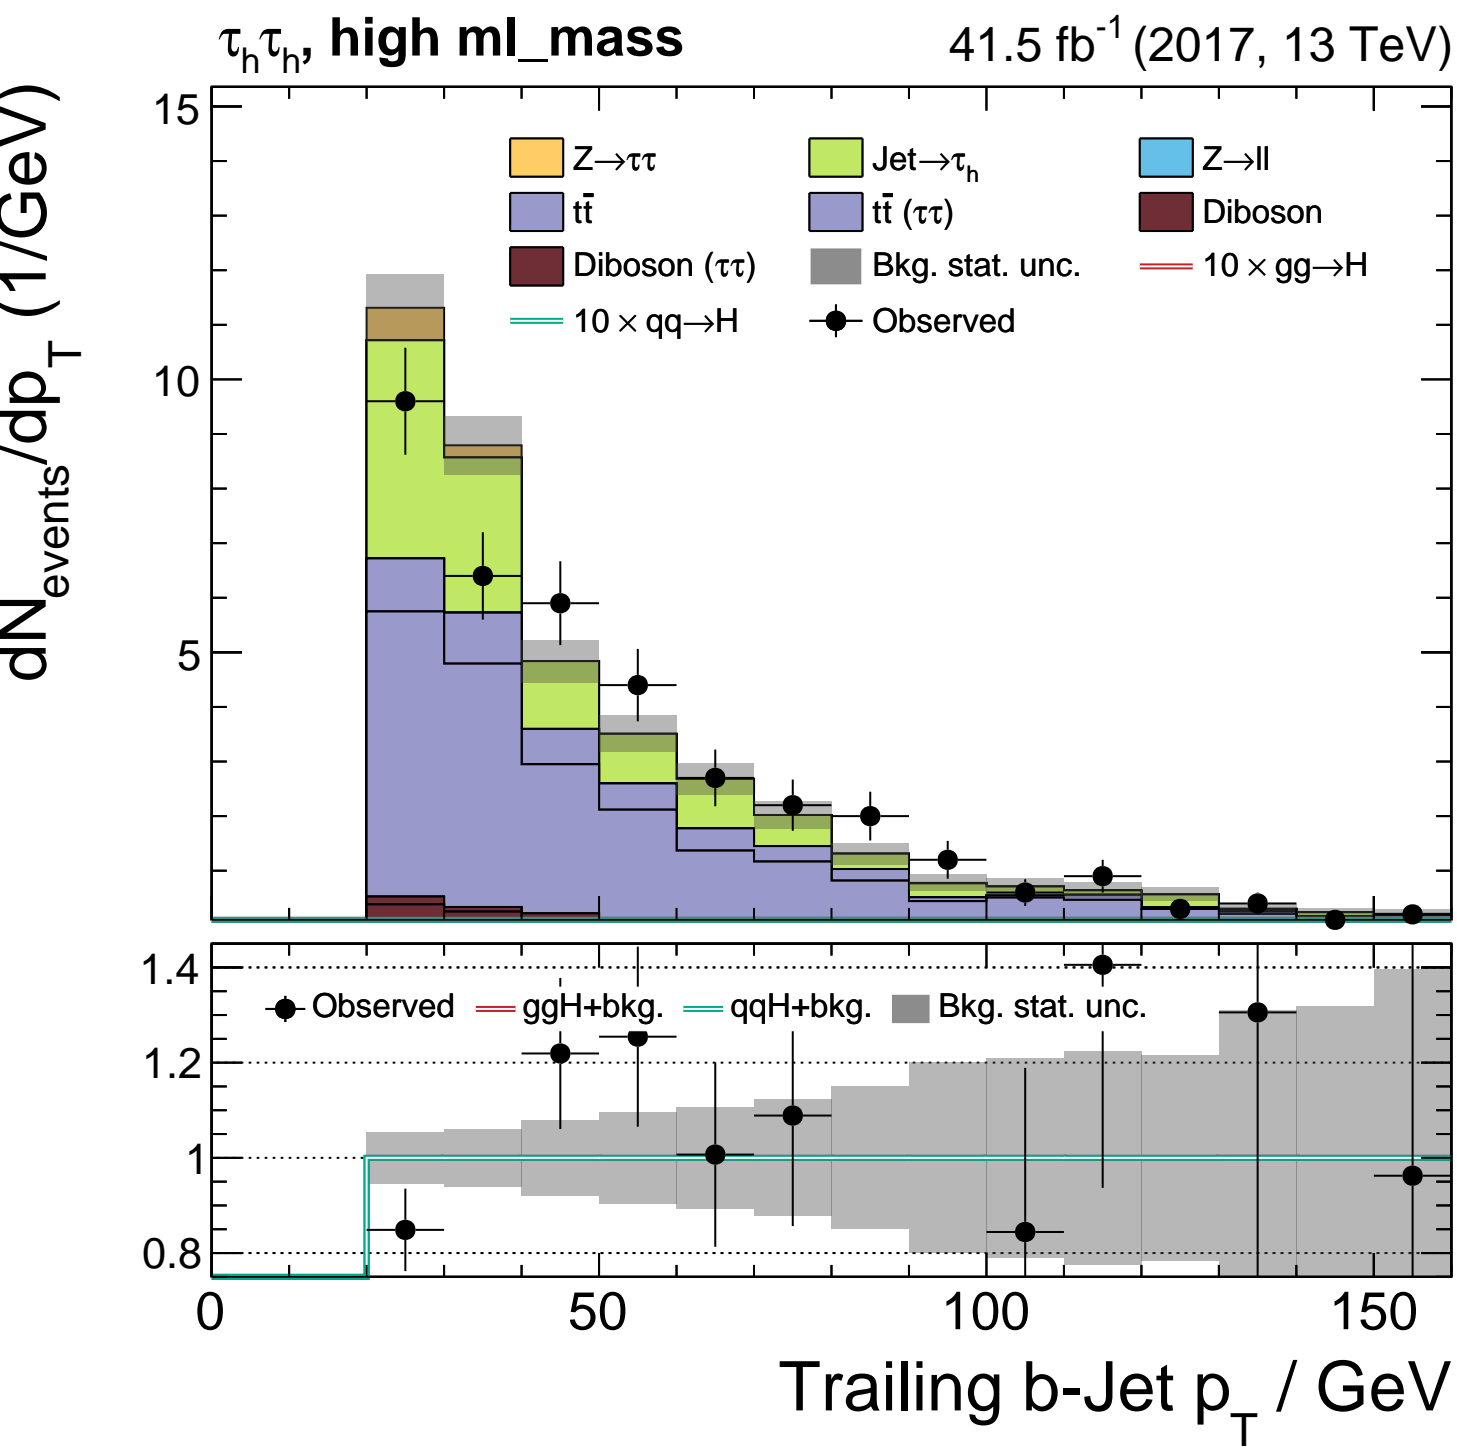 τhτh, high ml_mass 41.5 fb-1 (2017, 13 TeV)
dNevents/dpT (1/GeV)
15
10
5
Z→ττ Jet→τh Z→ll
tt̄ tt̄ (ττ) Diboson
Diboson (ττ) Bkg. stat. unc. 10 × gg→H
10 × qq→H Observed
1.4
1.2
1
0.8
Observed ggH+bkg. qqH+bkg. Bkg. stat. unc.
0 50 100 150
Trailing b-Jet pT / GeV